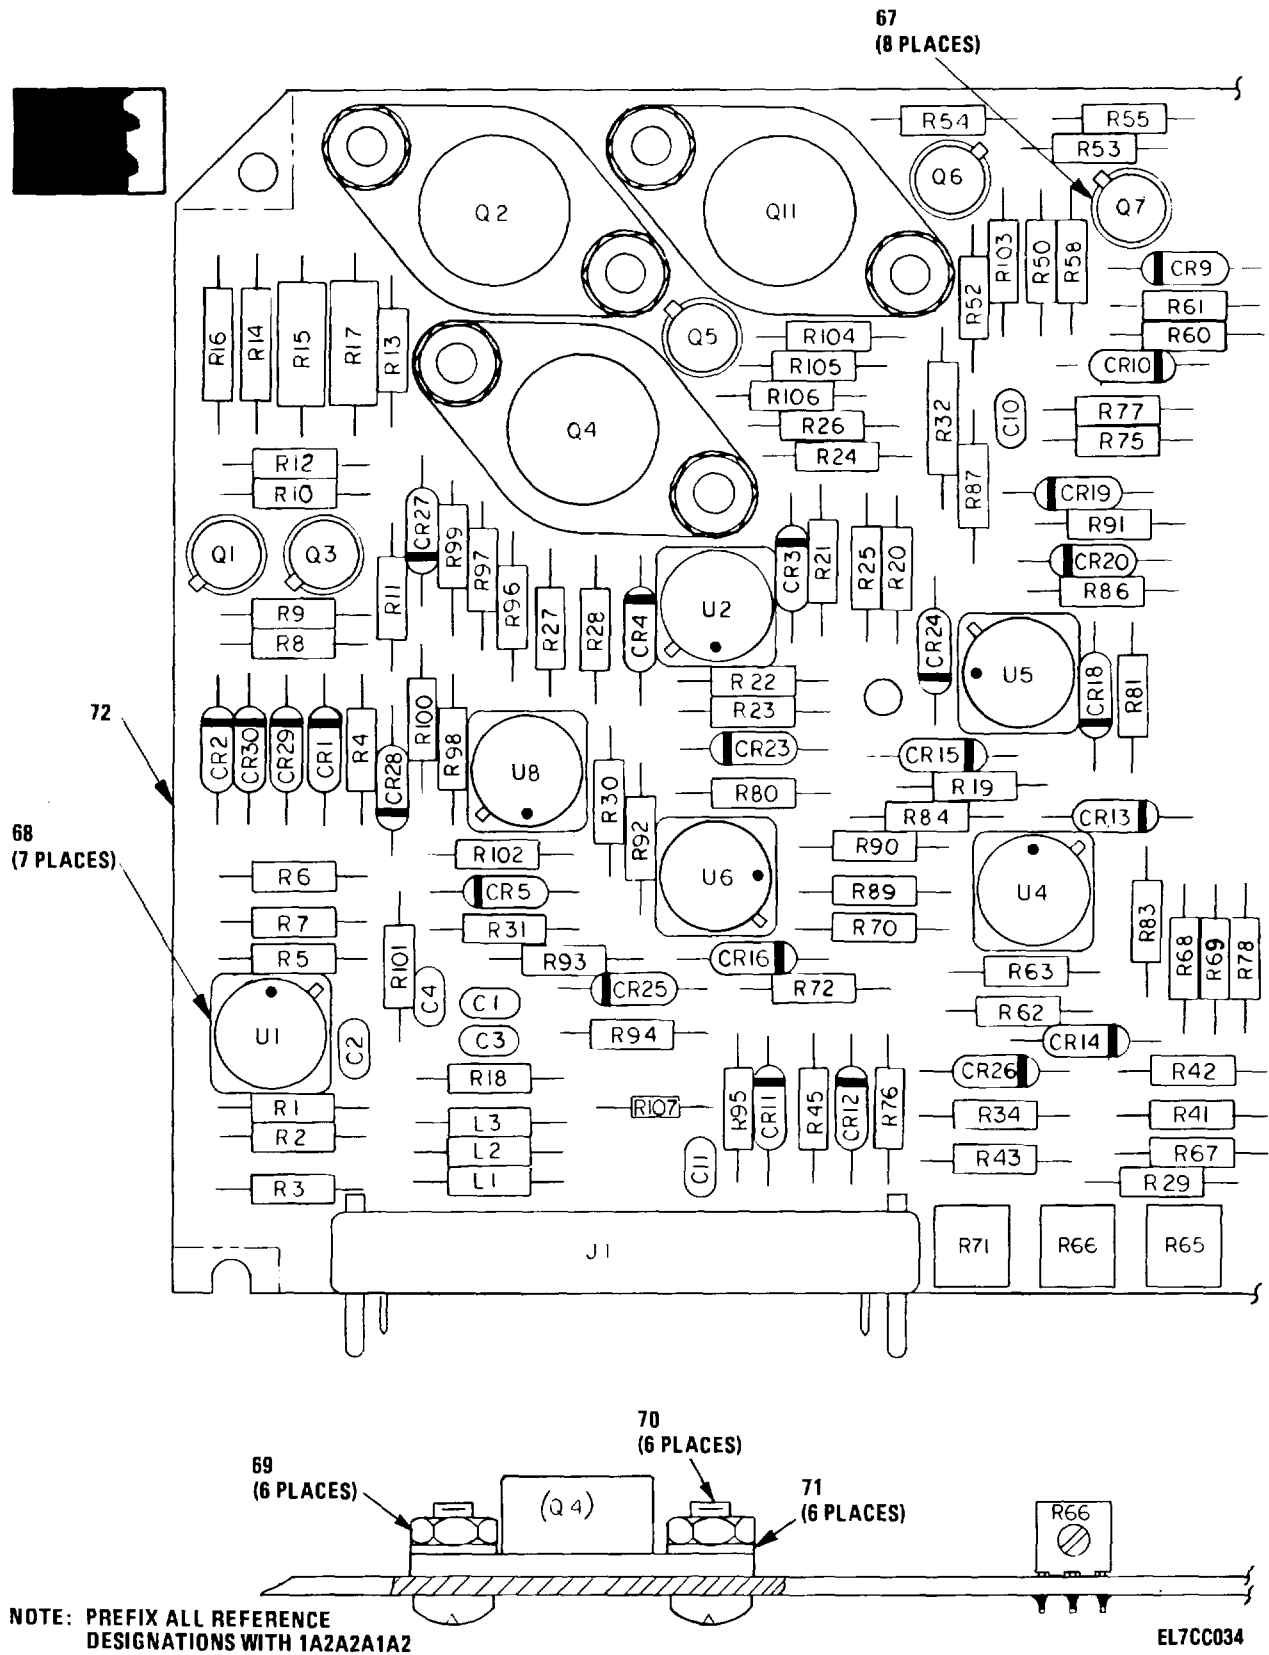 67
(8 PLACES)
R54
R55
R53
Q6
Q7
Q2
Q11
R103
R50
R58
CR9
R52
R61
R60
R16
R14
R15
R17
R13
Q5
R104
R105
CR10
R106
R32
C10
R77
R26
Q4
R75
R24
R12
R10
R87
CR19
CR27
R91
R99
Q1
Q3
R97
CR3
R21
R25
R20
CR20
R11
R96
R86
R9
R27
R28
CR4
U2
R8
CR24
U5
CR18
R81
R22
R23
72
R100
CR2
CR30
CR29
CR1
R4
CR28
R98
U8
CR23
CR15
R30
R80
R19
68
(7 PLACES)
R84
CR13
R92
R90
R102
R6
U6
U4
CR5
R89
R7
R31
R70
R83
R68
R69
R78
R5
R101
R93
CR16
R63
C4
CR25
R72
C1
R62
U1
C2
C3
R94
CR14
R18
CR26
R42
R1
R107
R95
CR11
R45
CR12
R76
R34
R41
L3
R2
L2
R67
C11
R43
L1
R29
R3
J1
R71
R66
R65
70
(6 PLACES)
69
(6 PLACES)
71
(6 PLACES)
(Q4)
R66
NOTE: PREFIX ALL REFERENCE
DESIGNATIONS WITH 1A2A2A1A2
EL7CC034